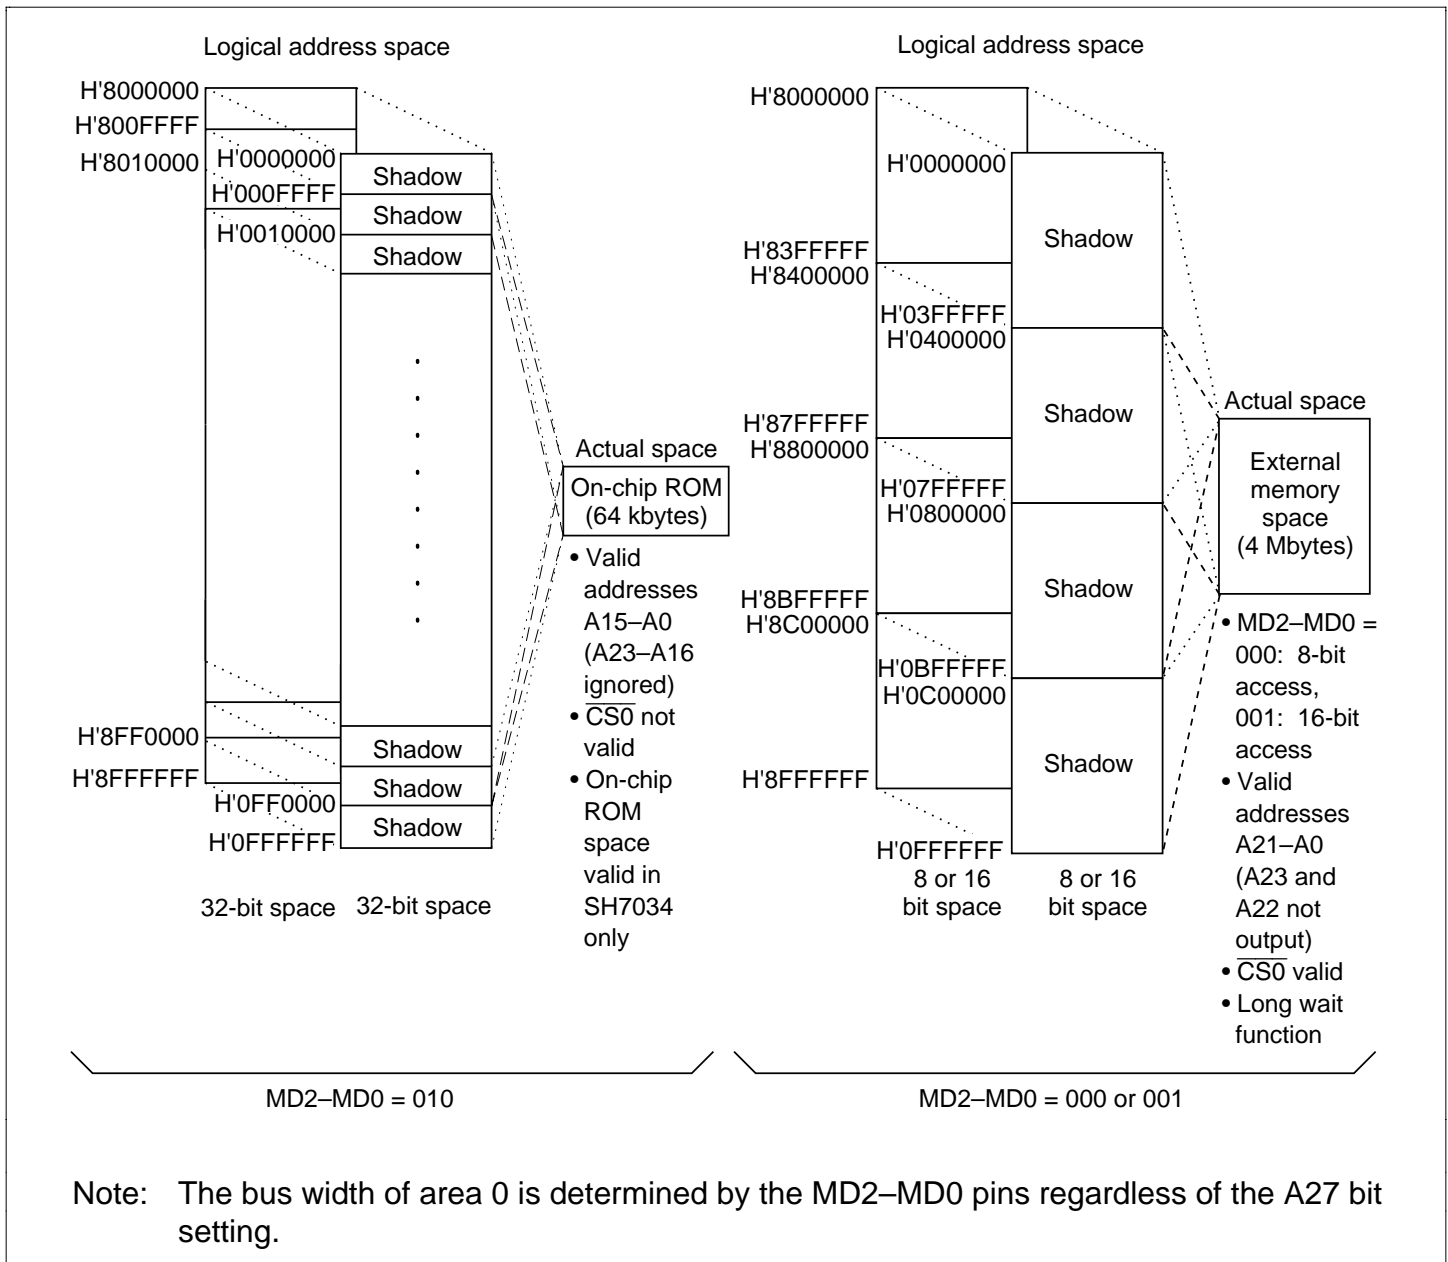 Logical address space
H'8000000
H'800FFFF
H'8010000
H'0000000
H'000FFFF
H'0010000
Shadow
Shadow
Shadow
Actual space
On-chip ROM
(64 kbytes)
• Valid
addresses
A15–A0
(A23–A16
ignored)
• CS0 not
valid
• On-chip
ROM
space
valid in
SH7034
only
H'8FF0000
H'8FFFFFF
H'0FF0000
H'0FFFFFF
Shadow
Shadow
Shadow
32-bit space
32-bit space
MD2–MD0 = 010
Logical address space
H'8000000
H'0000000
Shadow
H'83FFFFF
H'8400000
H'03FFFFF
H'0400000
Shadow
H'87FFFFF
H'8800000
H'07FFFFF
H'0800000
Shadow
H'8BFFFFF
H'8C00000
H'0BFFFFF
H'0C00000
Shadow
H'8FFFFFF
H'0FFFFFF
8 or 16
bit space
8 or 16
bit space
Actual space
External
memory
space
(4 Mbytes)
• MD2–MD0 =
000: 8-bit
access,
001: 16-bit
access
• Valid
addresses
A21–A0
(A23 and
A22 not
output)
• CS0 valid
• Long wait
function
MD2–MD0 = 000 or 001
Note: The bus width of area 0 is determined by the MD2–MD0 pins regardless of the A27 bit
setting.